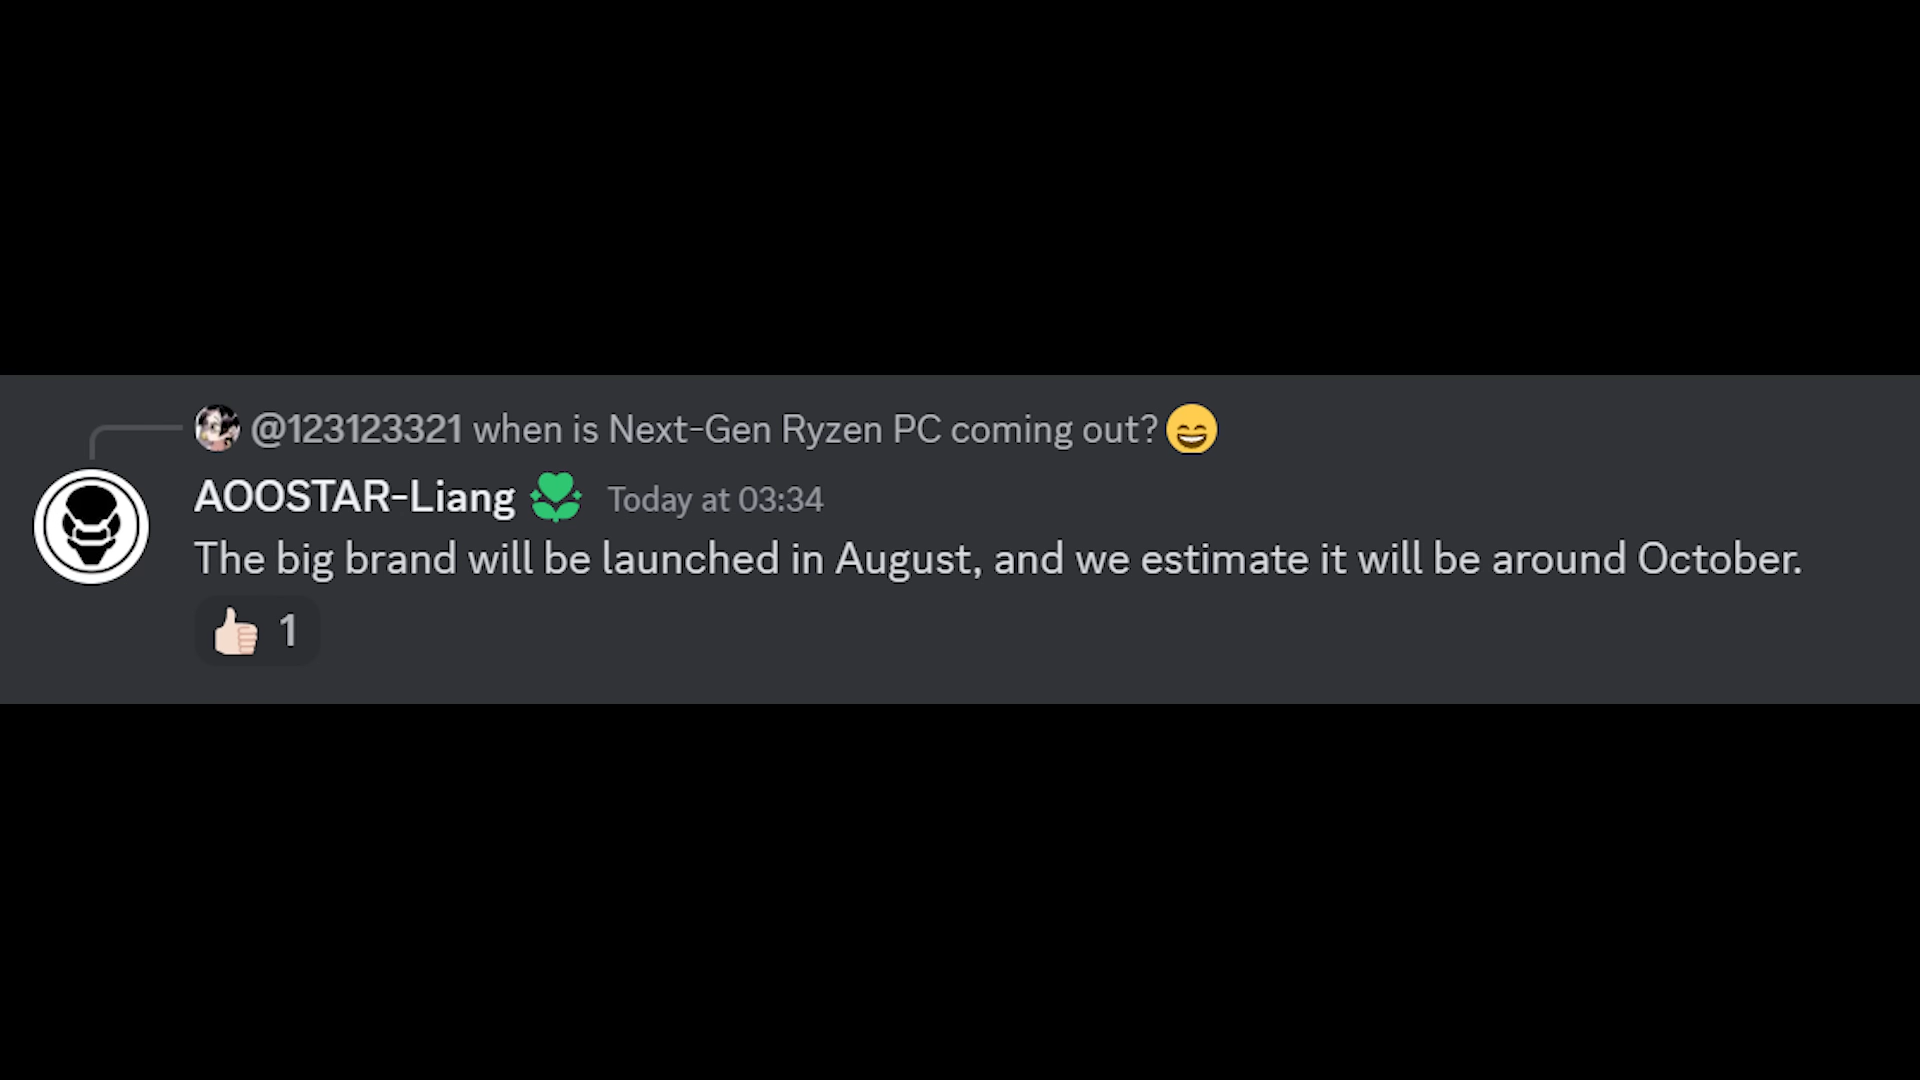 @123123321 when is Next-Gen Ryzen PC coming out?😄
AOOSTAR-Liang Today at 03:34
The big brand will be launched in August, and we estimate it will be around October.
👍🏻 1